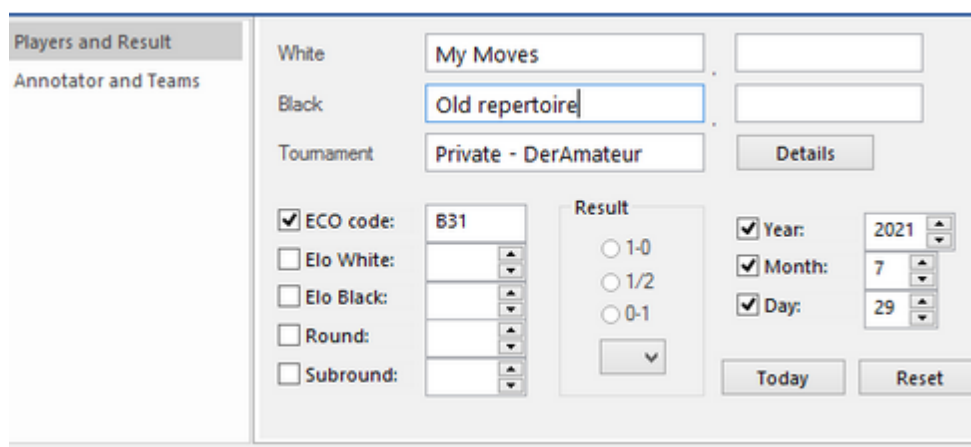 Players and Result
Annotator and Teams
White My Moves
Black Old repertoire
Tournament Private - DerAmateur Details
ECO code: B31
Elo White:
Elo Black:
Round:
Subround:
Result
1-0
1/2
0-1
Year: 2021
Month: 7
Day: 29
Today Reset